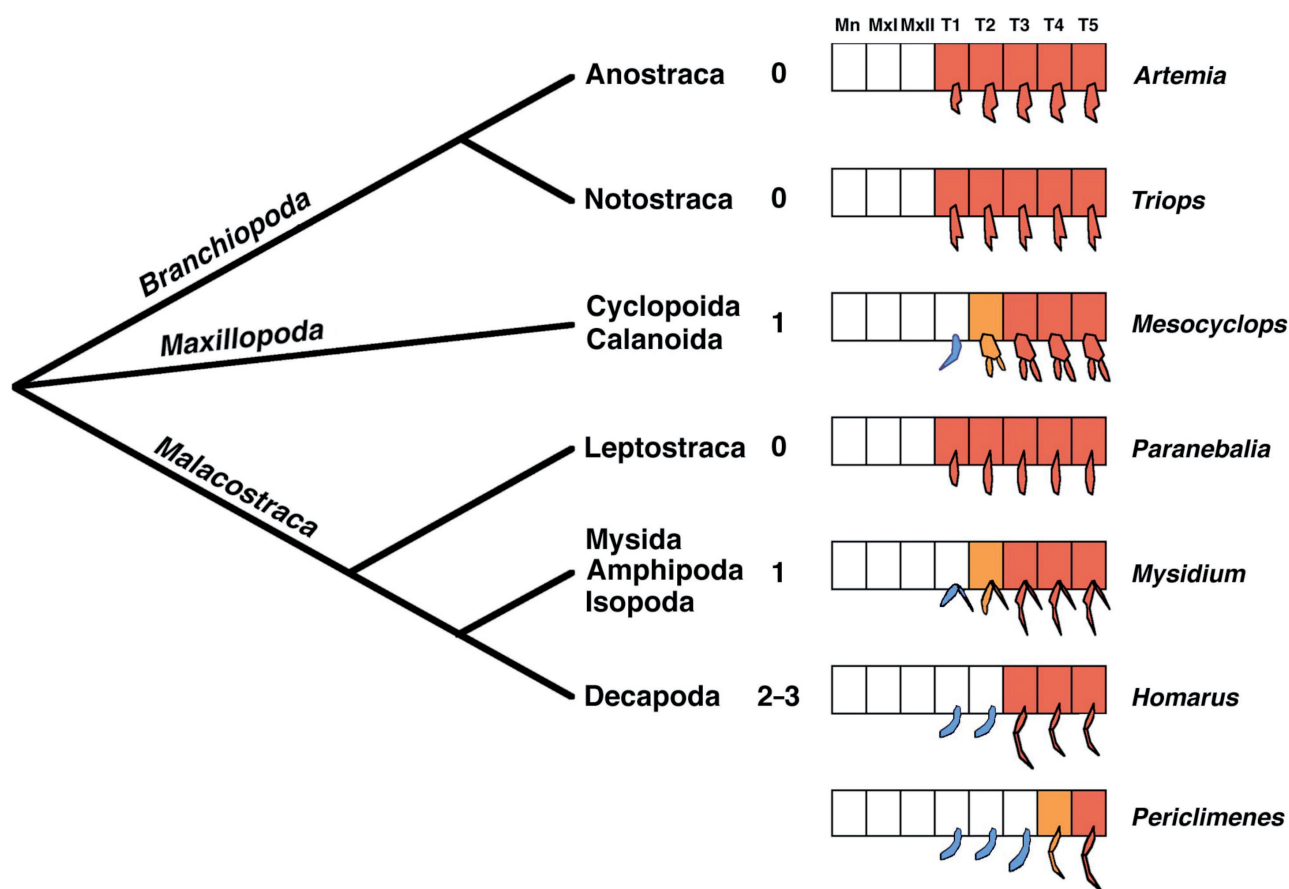 Mn MxI MxII T1 T2 T3 T4 T5
Anostraca 0 Artemia
Notostraca 0 Triops
Branchiopoda
Cyclopoida
Calanoida
1 Mesocyclops
Maxillopoda
Leptostraca 0 Paranebalia
Malacostraca
Mysida
Amphipoda 1 Mysidium
Isopoda
Decapoda 2–3 Homarus
Periclimenes